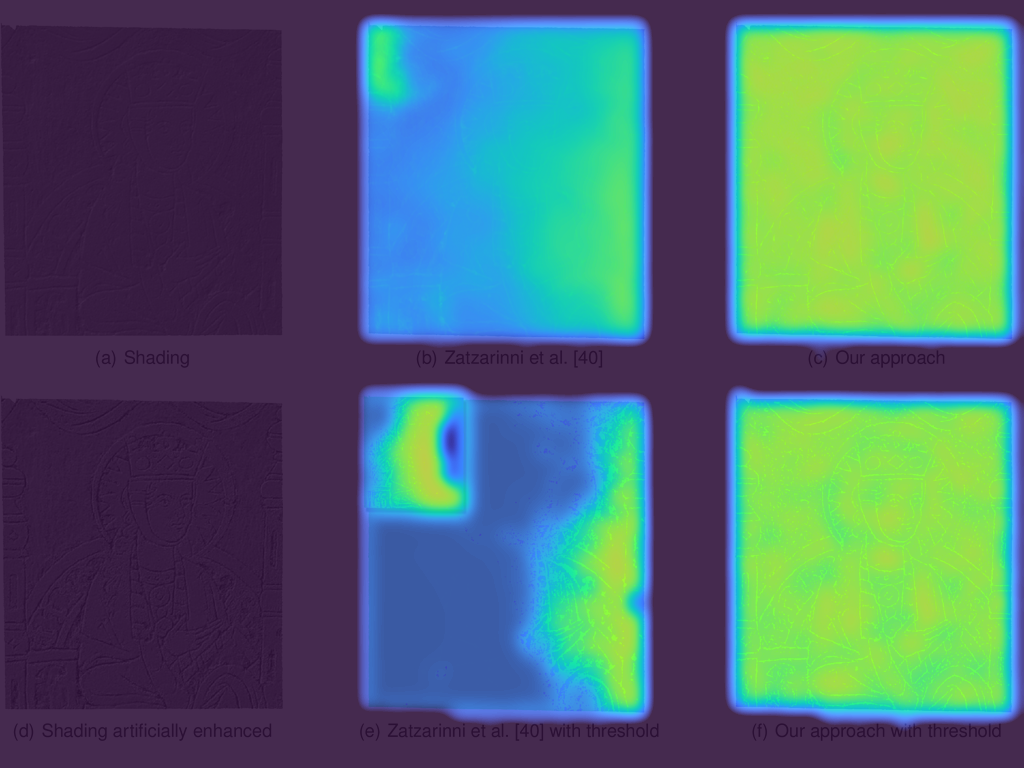 (a) Shading
(b) Zatzarinni et al. [40]
(c) Our approach
(d) Shading artificially enhanced
(e) Zatzarinni et al. [40] with threshold
(f) Our approach with threshold